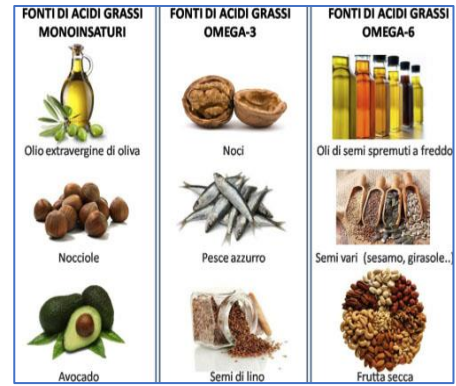 FONTI DI ACIDI GRASSI
MONOINSATURI
Olio extravergine di oliva
Nocciole
Avocado
FONTI DI ACIDI GRASSI
OMEGA-3
Noci
Pesce azzurro
Semi di lino
FONTI DI ACIDI GRASSI
OMEGA-6
Oli di semi spremuti a freddo
Semi vari (sesamo, girasole..)
Frutta secca